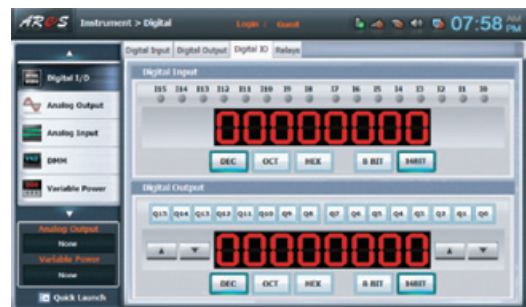 AROS Instrument > Digital Login : Guest 07:58 AM PM
Digital Input Digital Output Digital IO Relays
Digital I/O
Analog Output
Analog Input
DMM
Variable Power
Analog Output
None
Variable Power
None
Quick Launch
Digital Input
I15 I14 I13 I12 I11 I10 I9 I8 I7 I6 I5 I4 I3 I2 I1 I0
00000000
DEC OCT HEX 8 BIT 16BIT
Digital Output
Q15 Q14 Q13 Q12 Q11 Q10 Q9 Q8 Q7 Q6 Q5 Q4 Q3 Q2 Q1 Q0
00000000
DEC OCT HEX 8 BIT 16BIT